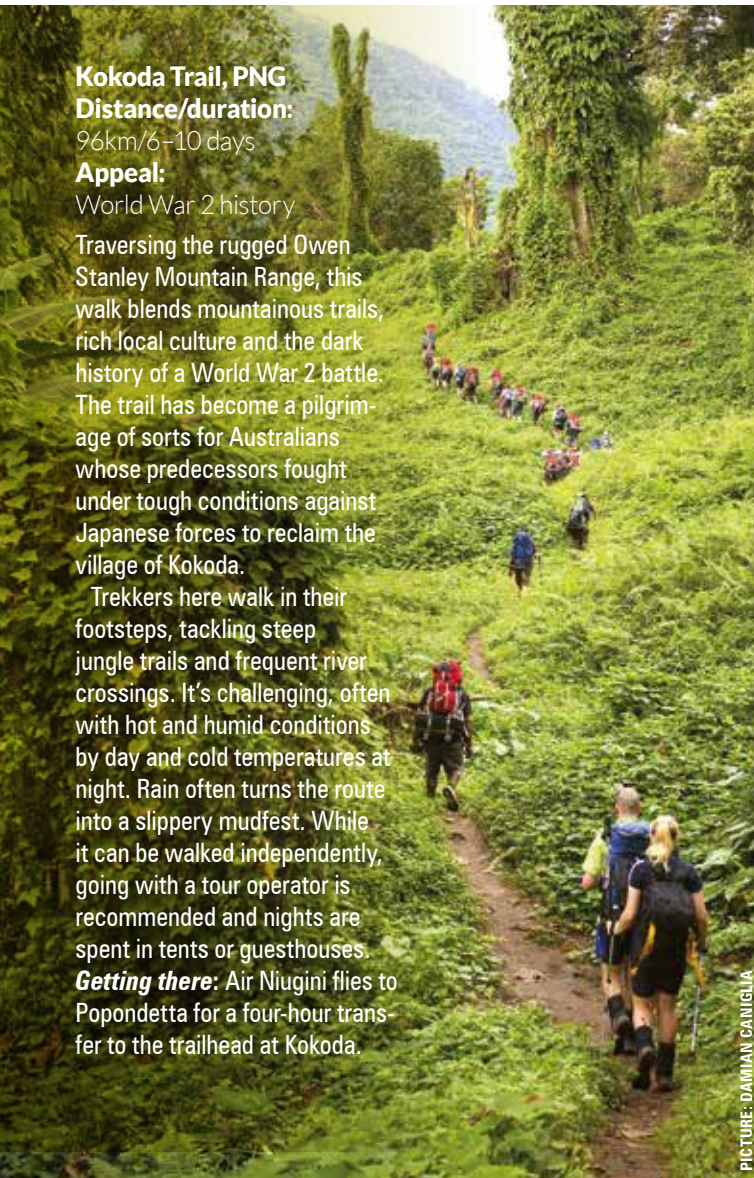 Kokoda Trail, PNG
Distance/duration:
96km/6–10 days
Appeal:
World War 2 history
Traversing the rugged Owen
Stanley Mountain Range, this
walk blends mountainous trails,
rich local culture and the dark
history of a World War 2 battle.
The trail has become a pilgrim-
age of sorts for Australians
whose predecessors fought
under tough conditions against
Japanese forces to reclaim the
village of Kokoda.
Trekkers here walk in their
footsteps, tackling steep
jungle trails and frequent river
crossings. It's challenging, often
with hot and humid conditions
by day and cold temperatures at
night. Rain often turns the route
into a slippery mudfest. While
it can be walked independently,
going with a tour operator is
recommended and nights are
spent in tents or guesthouses.
Getting there: Air Niugini flies to
Popondetta for a four-hour trans-
fer to the trailhead at Kokoda.
PICTURE: DAMIAN CANIGLIA